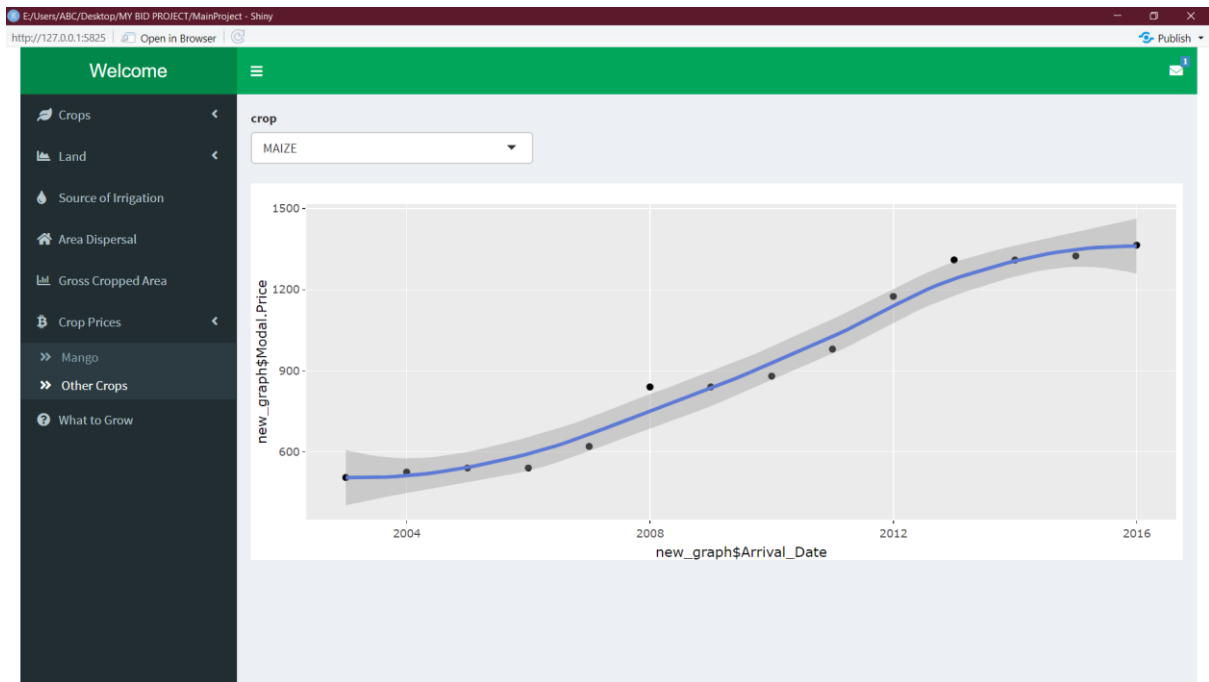 E:/Users/ABC/Desktop/MY BID PROJECT/MainProject - Shiny
http://127.0.0.1:5825 Open in Browser Publish
Welcome
1
Crops
Land
Source of Irrigation
Area Dispersal
Gross Cropped Area
Crop Prices
Mango
Other Crops
What to Grow
crop
MAIZE
1500
1200
900
600
new_graph$Modal.Price
2004 2008 2012 2016
new_graph$Arrival_Date